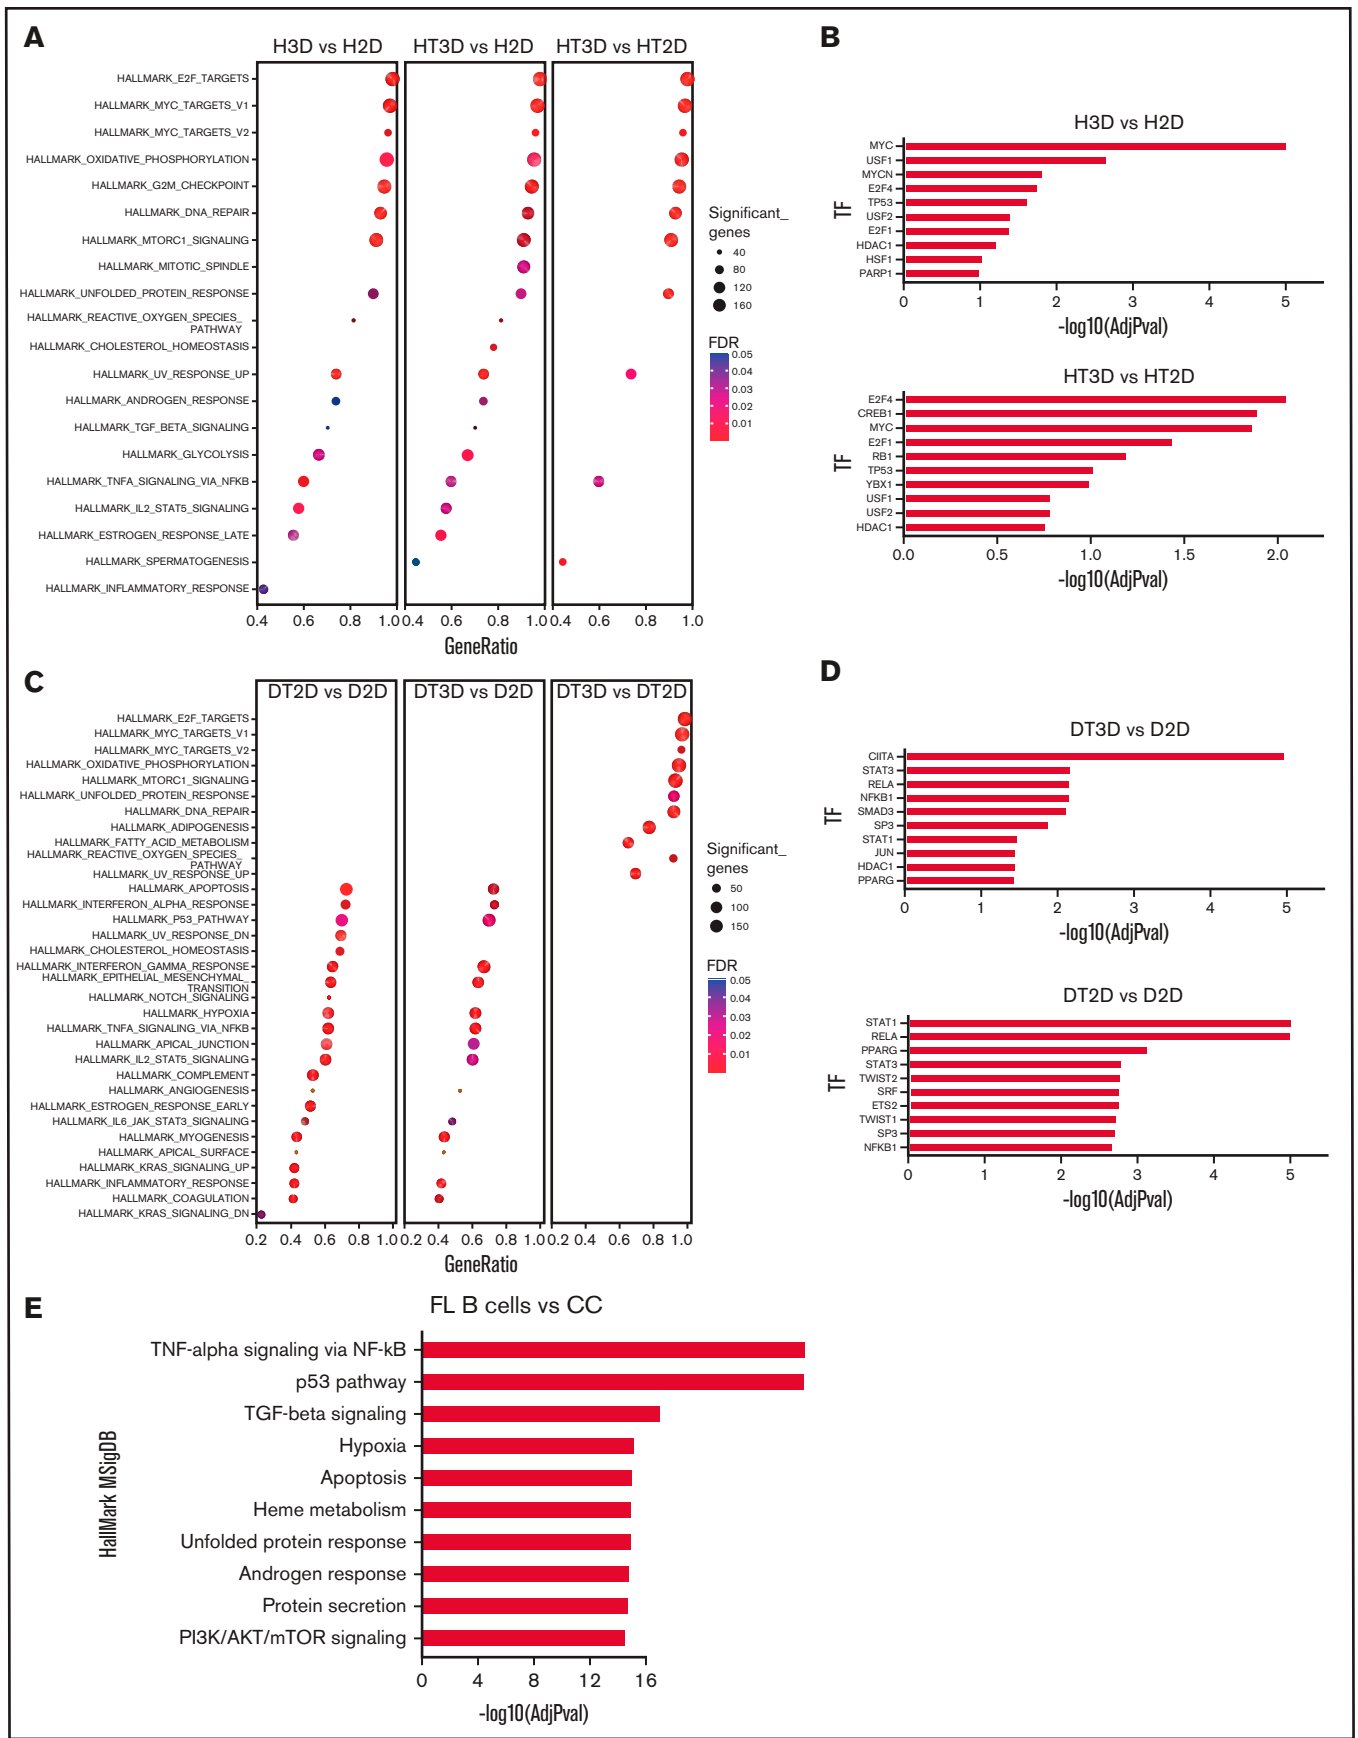 A
H3D vs H2D
HT3D vs H2D
HT3D vs HT2D
HALLMARK_E2F_TARGETS
HALLMARK_MYC_TARGETS_V1
HALLMARK_MYC_TARGETS_V2
HALLMARK_OXIDATIVE_PHOSPHORYLATION
HALLMARK_G2M_CHECKPOINT
HALLMARK_DNA_REPAIR
HALLMARK_MTORC1_SIGNALING
HALLMARK_MITOTIC_SPINDLE
HALLMARK_UNFOLDED_PROTEIN_RESPONSE
HALLMARK_REACTIVE_OXYGEN_SPECIES_
PATHWAY
HALLMARK_CHOLESTEROL_HOMEOSTASIS
HALLMARK_UV_RESPONSE_UP
HALLMARK_ANDROGEN_RESPONSE
HALLMARK_TGF_BETA_SIGNALING
HALLMARK_GLYCOLYSIS
HALLMARK_TNFA_SIGNALING_VIA_NFKB
HALLMARK_IL2_STAT5_SIGNALING
HALLMARK_ESTROGEN_RESPONSE_LATE
HALLMARK_SPERMATOGENESIS
HALLMARK_INFLAMMATORY_RESPONSE
0.4 0.6 0.8 1.0
0.4 0.6 0.8 1.0
0.4 0.6 0.8 1.0
GeneRatio
Significant_
genes
40
80
120
160
FDR
0.05
0.04
0.03
0.02
0.01
B
H3D vs H2D
TF
MYC
USF1
MYCN
E2F4
TP53
USF2
E2F1
HDAC1
HSF1
PARP1
0 1 2 3 4 5
-log10(AdjPval)
HT3D vs HT2D
TF
E2F4
CREB1
MYC
E2F1
RB1
TP53
YBX1
USF1
USF2
HDAC1
0.0 0.5 1.0 1.5 2.0
-log10(AdjPval)
C
DT2D vs D2D
DT3D vs D2D
DT3D vs DT2D
HALLMARK_E2F_TARGETS
HALLMARK_MYC_TARGETS_V1
HALLMARK_MYC_TARGETS_V2
HALLMARK_OXIDATIVE_PHOSPHORYLATION
HALLMARK_MTORC1_SIGNALING
HALLMARK_UNFOLDED_PROTEIN_RESPONSE
HALLMARK_DNA_REPAIR
HALLMARK_ADIPOGENESIS
HALLMARK_FATTY_ACID_METABOLISM
HALLMARK_REACTIVE_OXYGEN_SPECIES_
PATHWAY
HALLMARK_UV_RESPONSE_UP
HALLMARK_APOPTOSIS
HALLMARK_INTERFERON_ALPHA_RESPONSE
HALLMARK_P53_PATHWAY
HALLMARK_UV_RESPONSE_DN
HALLMARK_CHOLESTEROL_HOMEOSTASIS
HALLMARK_INTERFERON_GAMMA_RESPONSE
HALLMARK_EPITHELIAL_MESENCHYMAL_
TRANSITION
HALLMARK_NOTCH_SIGNALING
HALLMARK_HYPOXIA
HALLMARK_TNFA_SIGNALING_VIA_NFKB
HALLMARK_APICAL_JUNCTION
HALLMARK_IL2_STAT5_SIGNALING
HALLMARK_COMPLEMENT
HALLMARK_ANGIOGENESIS
HALLMARK_ESTROGEN_RESPONSE_EARLY
HALLMARK_IL6_JAK_STAT3_SIGNALING
HALLMARK_MYOGENESIS
HALLMARK_APICAL_SURFACE
HALLMARK_KRAS_SIGNALING_UP
HALLMARK_INFLAMMATORY_RESPONSE
HALLMARK_COAGULATION
HALLMARK_KRAS_SIGNALING_DN
0.2 0.4 0.6 0.8 1.0
0.2 0.4 0.6 0.8 1.0
0.2 0.4 0.6 0.8 1.0
GeneRatio
Significant_
genes
50
100
150
FDR
0.05
0.04
0.03
0.02
0.01
D
DT3D vs D2D
TF
CIITA
STAT3
RELA
NFKB1
SMAD3
SP3
STAT1
JUN
HDAC1
PPARG
0 1 2 3 4 5
-log10(AdjPval)
DT2D vs D2D
TF
STAT1
RELA
PPARG
STAT3
TWIST2
SRF
ETS2
TWIST1
SP3
NFKB1
0 1 2 3 4 5
-log10(AdjPval)
E
FL B cells vs CC
HallMark MSigDB
TNF-alpha signaling via NF-kB
p53 pathway
TGF-beta signaling
Hypoxia
Apoptosis
Heme metabolism
Unfolded protein response
Androgen response
Protein secretion
PI3K/AKT/mTOR signaling
0 4 8 12 16
-log10(AdjPval)